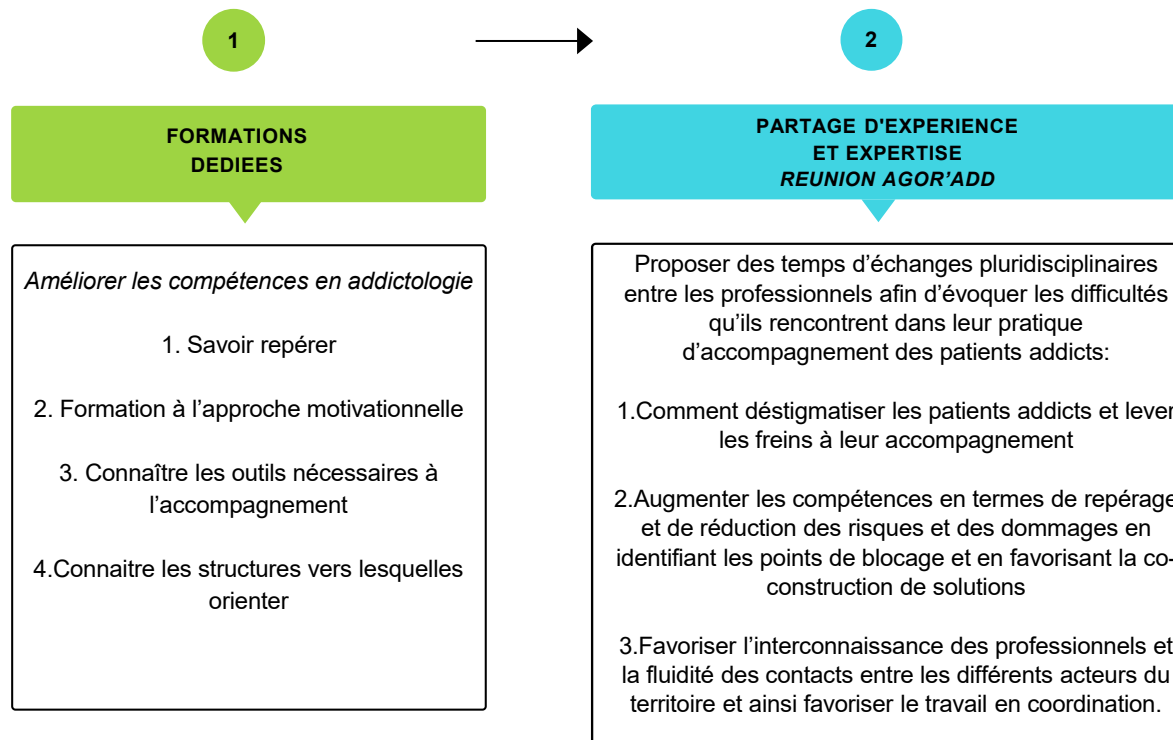 1
FORMATIONS
DEDIEES
Améliorer les compétences en addictologie
1. Savoir repérer
2. Formation à l’approche motivationnelle
3. Connaître les outils nécessaires à
l’accompagnement
4.Connaitre les structures vers lesquelles
orienter
2
PARTAGE D'EXPERIENCE
ET EXPERTISE
REUNION AGOR’ADD
Proposer des temps d’échanges pluridisciplinaires
entre les professionnels afin d’évoquer les difficultés
qu’ils rencontrent dans leur pratique
d’accompagnement des patients addicts:
1.Comment déstigmatiser les patients addicts et lever
les freins à leur accompagnement
2.Augmenter les compétences en termes de repérage
et de réduction des risques et des dommages en
identifiant les points de blocage et en favorisant la co-
construction de solutions
3.Favoriser l’interconnaissance des professionnels et
la fluidité des contacts entre les différents acteurs du
territoire et ainsi favoriser le travail en coordination.